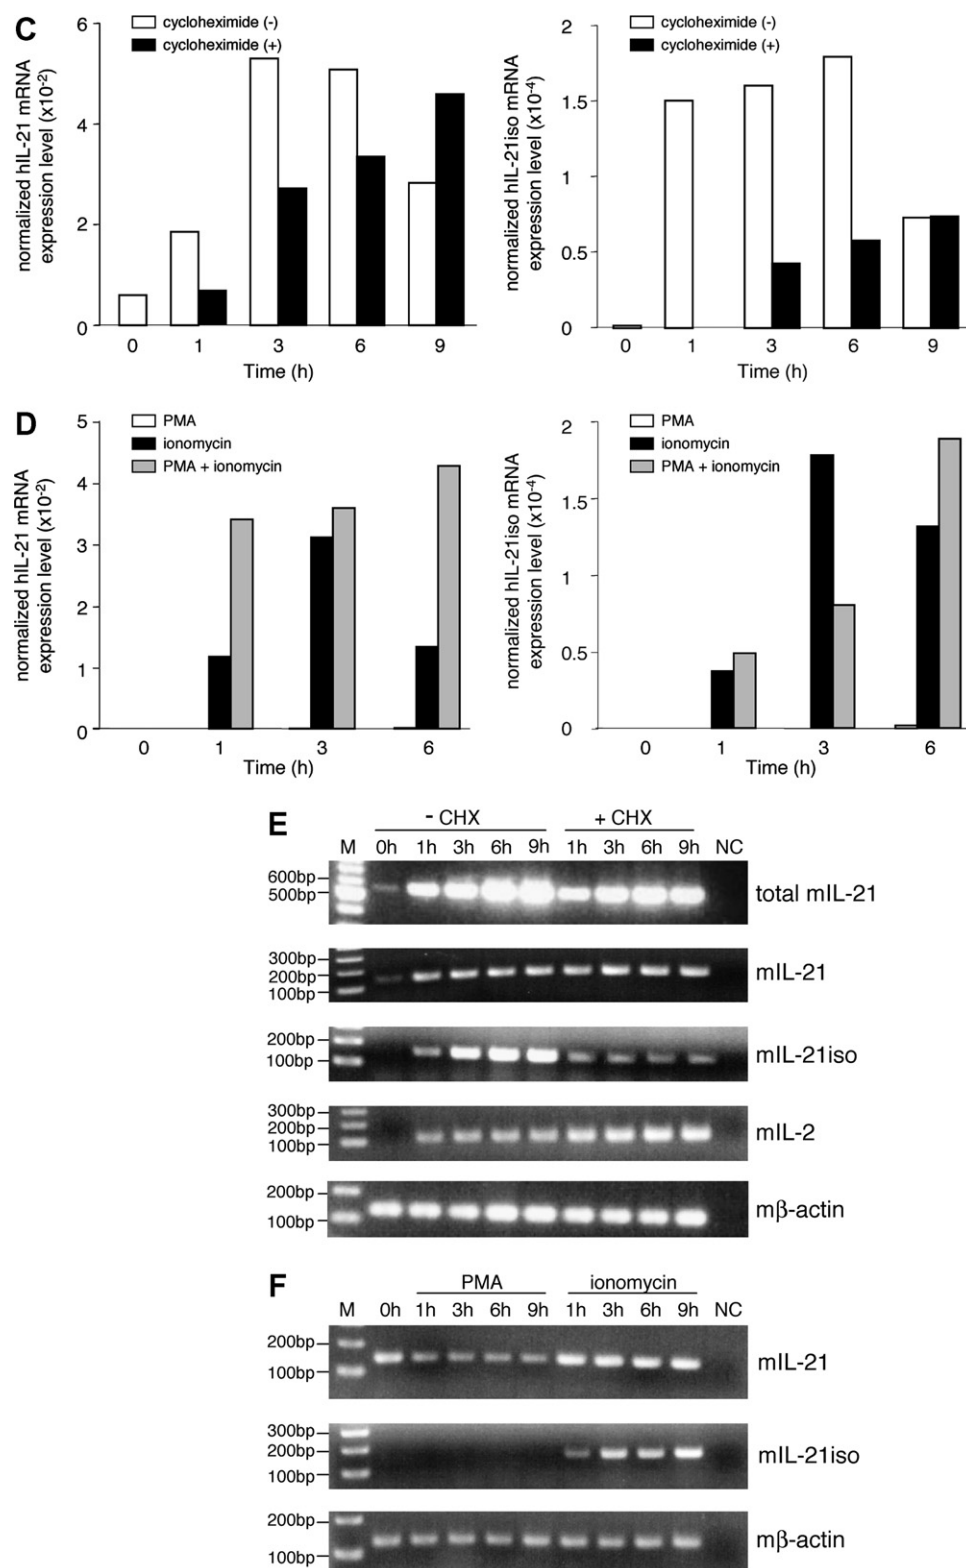 C
cycloheximide (-)
cycloheximide (+)
normalized hIL-21 mRNA
expression level (x10-2)
6
4
2
0
0 1 3 6 9
Time (h)
cycloheximide (-)
cycloheximide (+)
normalized hIL-21iso mRNA
expression level (x10-4)
2
1.5
1
0.5
0
0 1 3 6 9
Time (h)
D
PMA
ionomycin
PMA + ionomycin
normalized hIL-21 mRNA
expression level (x10-2)
5
4
3
2
1
0
0 1 3 6
Time (h)
PMA
ionomycin
PMA + ionomycin
normalized hIL-21iso mRNA
expression level (x10-4)
2
1.5
1
0.5
0
0 1 3 6
Time (h)
E
- CHX + CHX
M 0h 1h 3h 6h 9h 1h 3h 6h 9h NC
600bp
500bp
total mIL-21
300bp
200bp
100bp
mIL-21
200bp
100bp
mIL-21iso
300bp
200bp
100bp
mIL-2
200bp
100bp
mβ-actin
F
PMA ionomycin
M 0h 1h 3h 6h 9h 1h 3h 6h 9h NC
200bp
100bp
mIL-21
300bp
200bp
100bp
mIL-21iso
200bp
100bp
mβ-actin